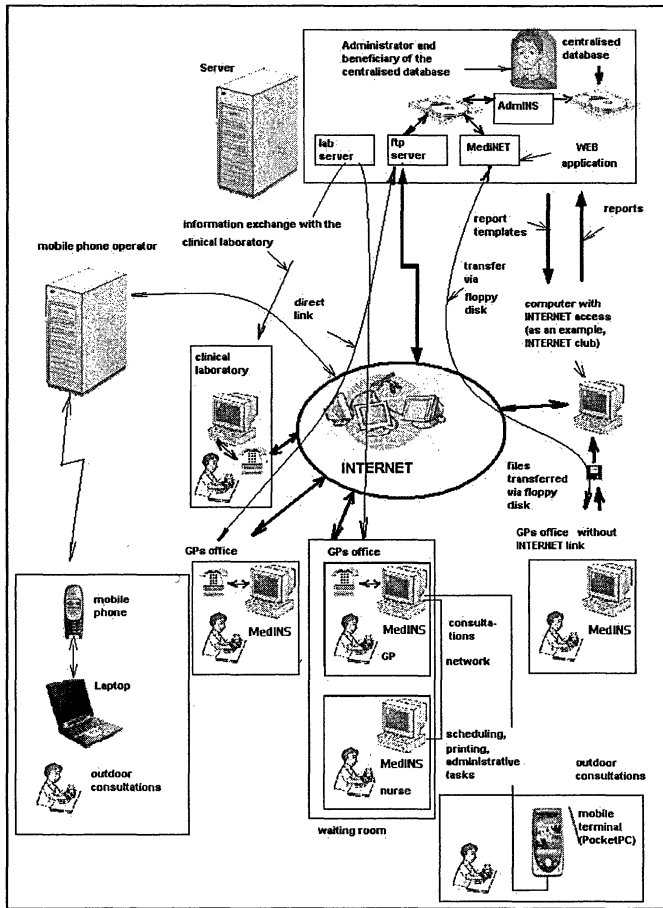 Administrator and
beneficiary of the
centralised database
centralised
database
Server
AdmINS
lab
server
ftp
server
MediNET
WEB
application
information exchange with the
clinical laboratory
report
templates
reports
mobile phone operator
direct
link
transfer
via
floppy
disk
computer with
INTERNET access
(as an example,
INTERNET club)
clinical
laboratory
INTERNET
files
transferred
via floppy
disk
GPs office
GPs office
GPs office without
INTERNET link
mobile
phone
MedINS
MedINS
GP
consulta-
tions
network
MedINS
Laptop
MedINS
nurse
scheduling,
printing,
administrative
tasks
outdoor
consultations
outdoor
consultations
waiting room
mobile
terminal
(PocketPC)